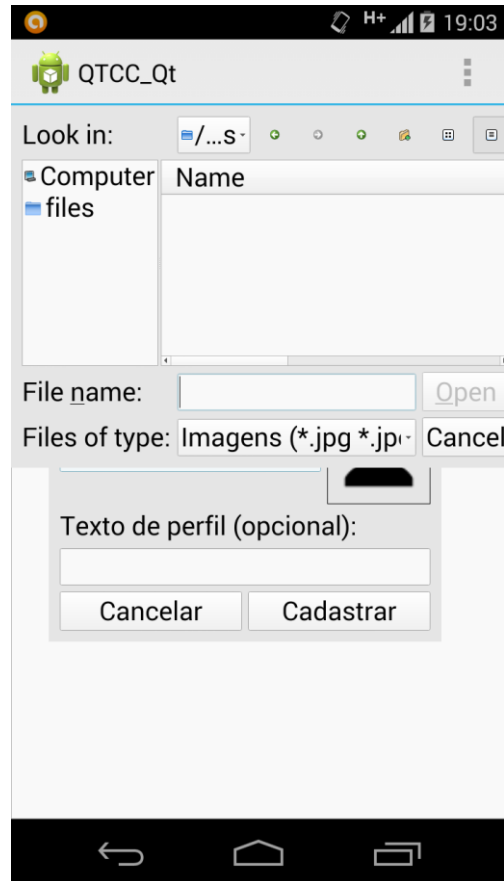 H+ 19:03
QTCC_Qt
Look in: /...s
Computer Name
files
File name: Open
Files of type: Imagens (*.jpg *.jp Cancel
Texto de perfil (opcional):
Cancelar Cadastrar